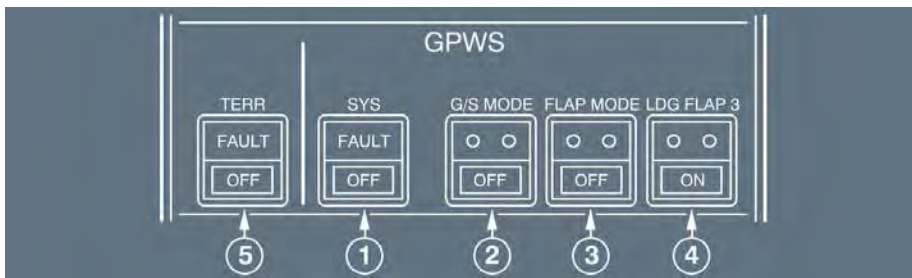 GPWS
TERR SYS G/S MODE FLAP MODE LDG FLAP 3
FAULT FAULT
OFF OFF OFF OFF ON
5 1 2 3 4